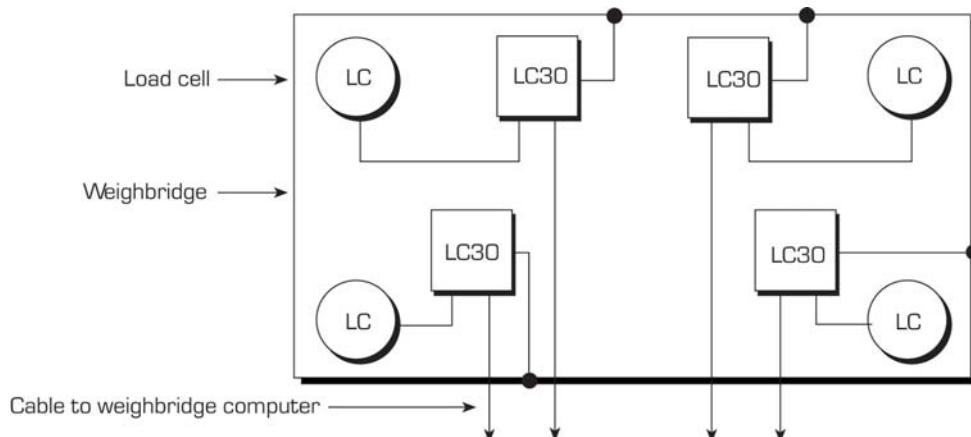 Load cell
LC
LC30
LC30
LC
Weighbridge
LC30
LC30
LC
LC
Cable to weighbridge computer